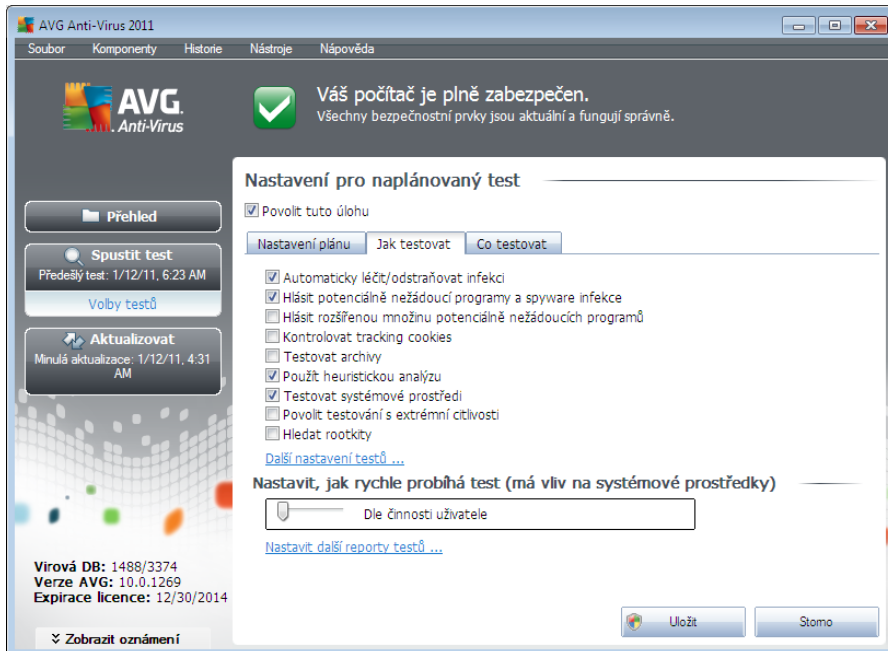 AVG Anti-Virus 2011
Soubor Komponenty Historie Nástroje Nápověda
AVG.
Anti-Virus
Váš počítač je plně zabezpečen.
Všechny bezpečnostní prvky jsou aktuální a fungují správně.
Přehled
Spustit test
Předešlý test: 1/12/11, 6:23 AM
Volby testů
Aktualizovat
Minulá aktualizace: 1/12/11, 4:31
AM
Virová DB: 1488/3374
Verze AVG: 10.0.1269
Expirace licence: 12/30/2014
Zobrazit oznámení
Nastavení pro naplánovaný test
Povolit tuto úlohu
Nastavení plánu Jak testovat Co testovat
Automaticky léčit/odstraňovat infekci
Hlásit potenciálně nežádoucí programy a spyware infekce
Hlásit rozšířenou množinu potenciálně nežádoucích programů
Kontrolovat tracking cookies
Testovat archivy
Použít heuristickou analýzu
Testovat systémové prostředi
Povolit testování s extrémní citlivosti
Hledat rootkity
Další nastavení testů ...
Nastavit, jak rychle probíhá test (má vliv na systémové prostředky)
Dle činnosti uživatele
Nastavit další reporty testů ...
Uložit Storno